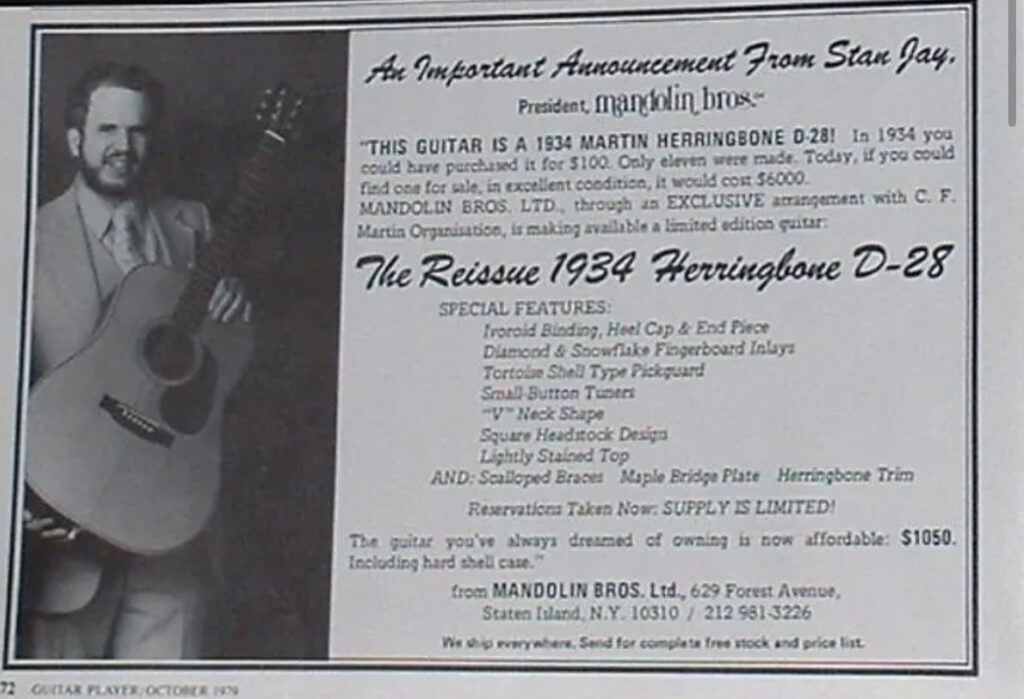 An Important Announcement From Stan Jay,
President, mandolin bros.
"THIS GUITAR IS A 1934 MARTIN HERRINGBONE D-28! In 1934 you
could have purchased it for $100. Only eleven were made. Today, if you could
find one for sale, in excellent condition, it would cost $6000.
MANDOLIN BROS. LTD., through an EXCLUSIVE arrangement with C. F.
Martin Organisation, is making available a limited edition guitar:
The Reissue 1934 Herringbone D-28
SPECIAL FEATURES:
Ivoroid Binding, Heel Cap & End Piece
Diamond & Snowflake Fingerboard Inlays
Tortoise Shell Type Pickguard
Small-Button Tuners
"V" Neck Shape
Square Headstock Design
Lightly Stained Top
AND: Scalloped Braces Maple Bridge Plate Herringbone Trim
Reservations Taken Now: SUPPLY IS LIMITED!
The guitar you've always dreamed of owning is now affordable: $1050.
Including hard shell case."
from MANDOLIN BROS. Ltd., 629 Forest Avenue,
Staten Island, N.Y. 10310 / 212 981-3226
We ship everywhere. Send for complete free stock and price list.
72 GUITAR PLAYER/OCTOBER